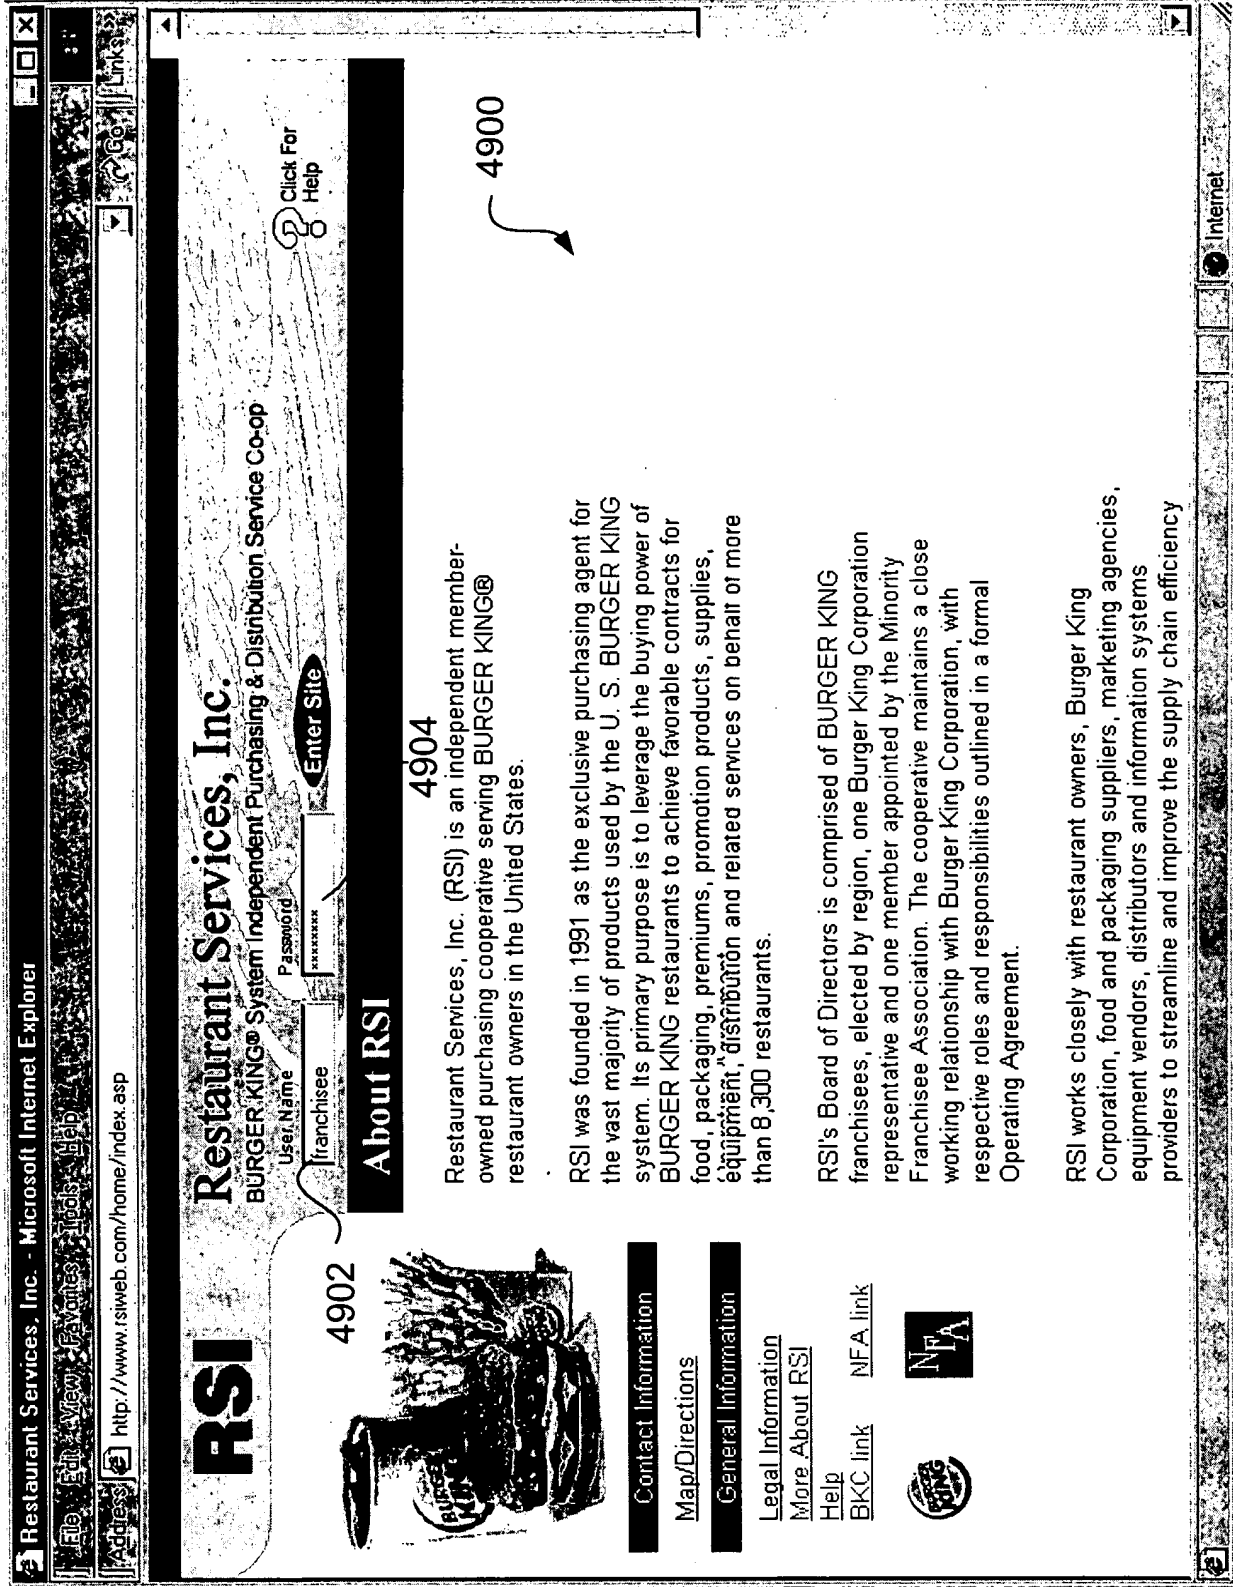 Restaurant Services, Inc. - Microsoft Internet Explorer
File Edit View Favorites Tools Help
Address http://www.rsiweb.com/home/index.asp Go Links »
RSI
Restaurant Services, Inc.
BURGER KING® System Independent Purchasing & Distribution Service Co-op
User Name Password
franchisee ******** Enter Site
Click For
Help
4902
4904
4900
About RSI
BURGER
KING
Contact Information
Map/Directions
General Information
Legal Information
More About RSI
Help
BKC link NFA link
BURGER
KING
NFA
Restaurant Services, Inc. (RSI) is an independent member-
owned purchasing cooperative serving BURGER KING®
restaurant owners in the United States.
RSI was founded in 1991 as the exclusive purchasing agent for
the vast majority of products used by the U. S. BURGER KING
system. Its primary purpose is to leverage the buying power of
BURGER KING restaurants to achieve favorable contracts for
food, packaging, premiums, promotion products, supplies,
equipment, distribution and related services on behalf of more
than 8,300 restaurants.
RSI's Board of Directors is comprised of BURGER KING
franchisees, elected by region, one Burger King Corporation
representative and one member appointed by the Minority
Franchisee Association. The cooperative maintains a close
working relationship with Burger King Corporation, with
respective roles and responsibilities outlined in a formal
Operating Agreement.
RSI works closely with restaurant owners, Burger King
Corporation, food and packaging suppliers, marketing agencies,
equipment vendors, distributors and information systems
providers to streamline and improve the supply chain efficiency
Internet